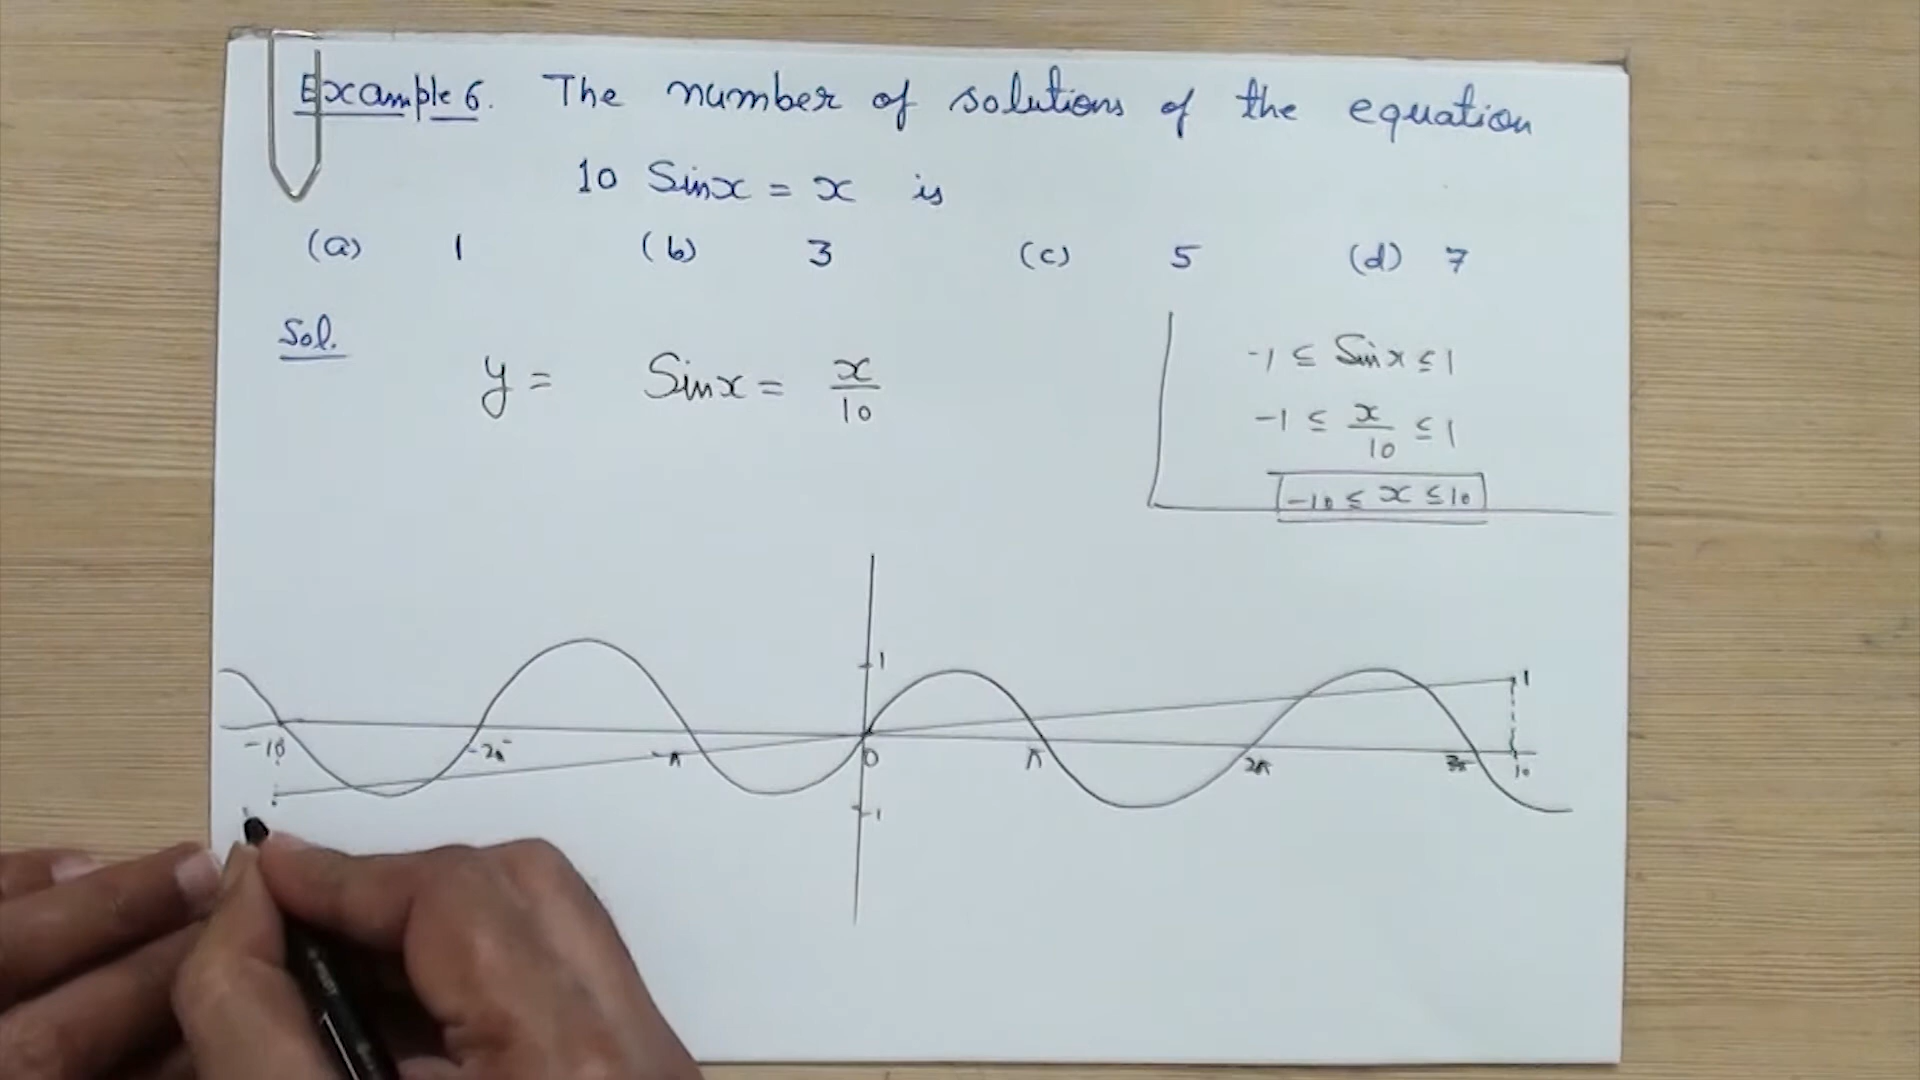 Example 6. The number of solutions of the equation
10 Sinx = x is
(a) 1 (b) 3 (c) 5 (d) 7
Sol.
y = Sinx = x/10
-1 ≤ Sinx ≤ 1
-1 ≤ x/10 ≤ 1
-10 ≤ x ≤ 10
1 1
-10 -2π -π 0 π 2π 3π 10
-1